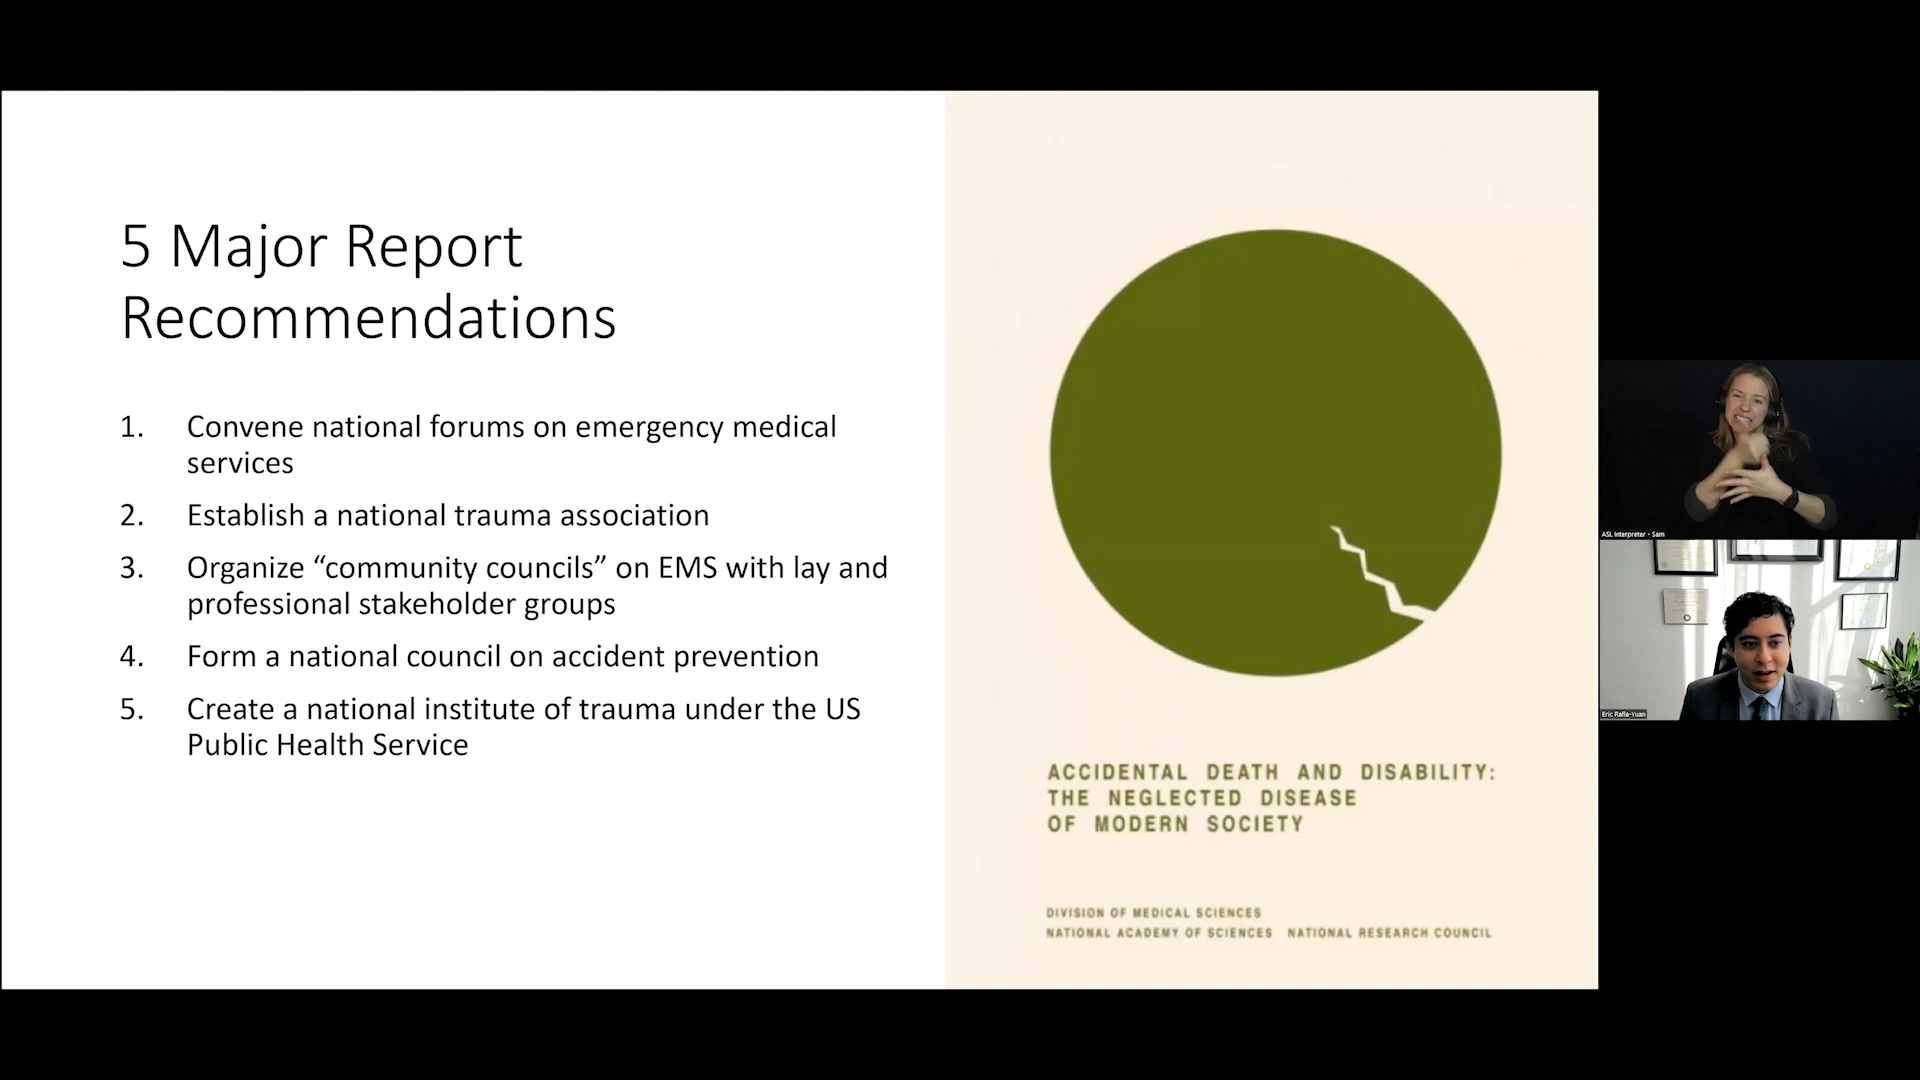 5 Major Report
Recommendations
1. Convene national forums on emergency medical
services
2. Establish a national trauma association
3. Organize “community councils” on EMS with lay and
professional stakeholder groups
4. Form a national council on accident prevention
5. Create a national institute of trauma under the US
Public Health Service
ACCIDENTAL DEATH AND DISABILITY:
THE NEGLECTED DISEASE
OF MODERN SOCIETY
DIVISION OF MEDICAL SCIENCES
NATIONAL ACADEMY OF SCIENCES NATIONAL RESEARCH COUNCIL
ASL Interpreter - Sam
Eric Rafla-Yuan